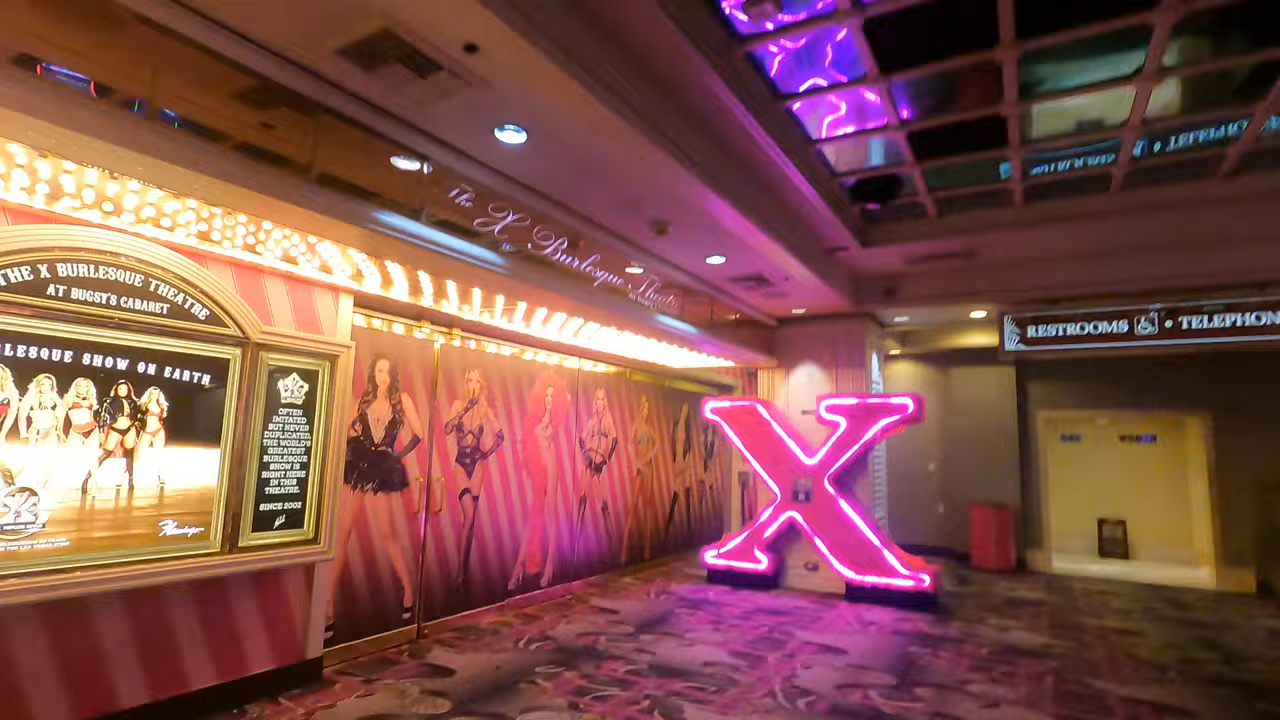 The X Burlesque Theatre
THE X BURLESQUE THEATRE
AT BUGSY'S CABARET
LESQUE SHOW ON EARTH
Flamingo
OFTEN
IMITATED
BUT NEVER
DUPLICATED,
THE WORLD'S
GREATEST
BURLESQUE
SHOW IS
RIGHT HERE
IN THIS
THEATRE.
SINCE 2002
X
RESTROOMS • TELEPHON
WOMEN